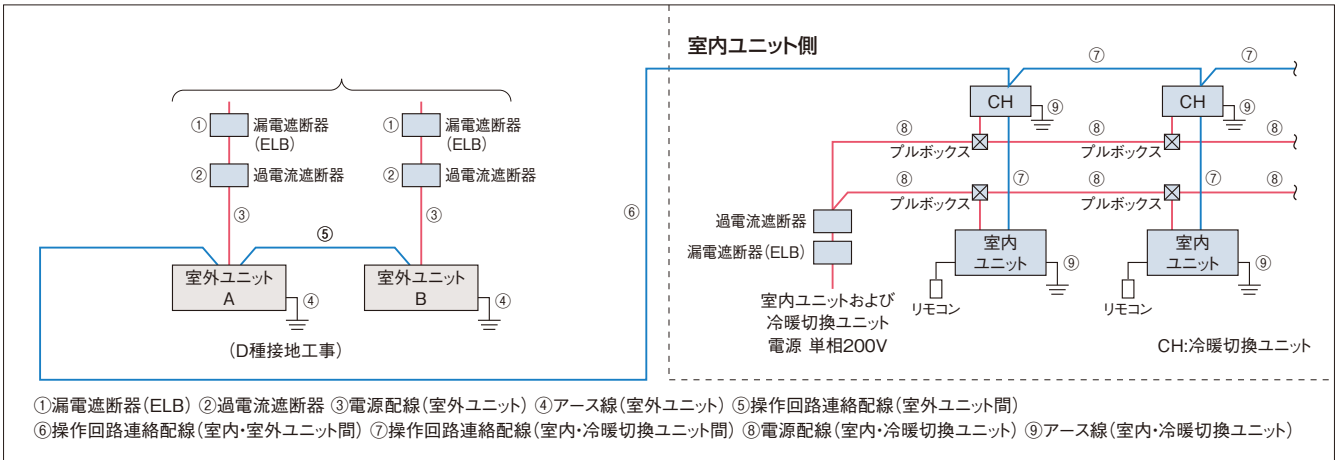 室内ユニット側
① 漏電遮断器
(ELB)
① 漏電遮断器
(ELB)
② 過電流遮断器
② 過電流遮断器
③
③
⑤
⑥
室外ユニット
A
④
室外ユニット
B
④
(D種接地工事)
⑦
⑦
CH
⑨
CH
⑨
⑧
⑧
⑧
プルボックス
プルボックス
⑧
⑦
⑧
⑦
⑧
プルボックス
プルボックス
過電流遮断器
漏電遮断器(ELB)
室内
ユニット
⑨
室内
ユニット
⑨
リモコン
リモコン
室内ユニットおよび
冷暖切換ユニット
電源 単相200V
CH:冷暖切換ユニット
①漏電遮断器(ELB) ②過電流遮断器 ③電源配線(室外ユニット) ④アース線(室外ユニット) ⑤操作回路連絡配線(室外ユニット間)
⑥操作回路連絡配線(室内・室外ユニット間) ⑦操作回路連絡配線(室内・冷暖切換ユニット間) ⑧電源配線(室内・冷暖切換ユニット) ⑨アース線(室内・冷暖切換ユニット)